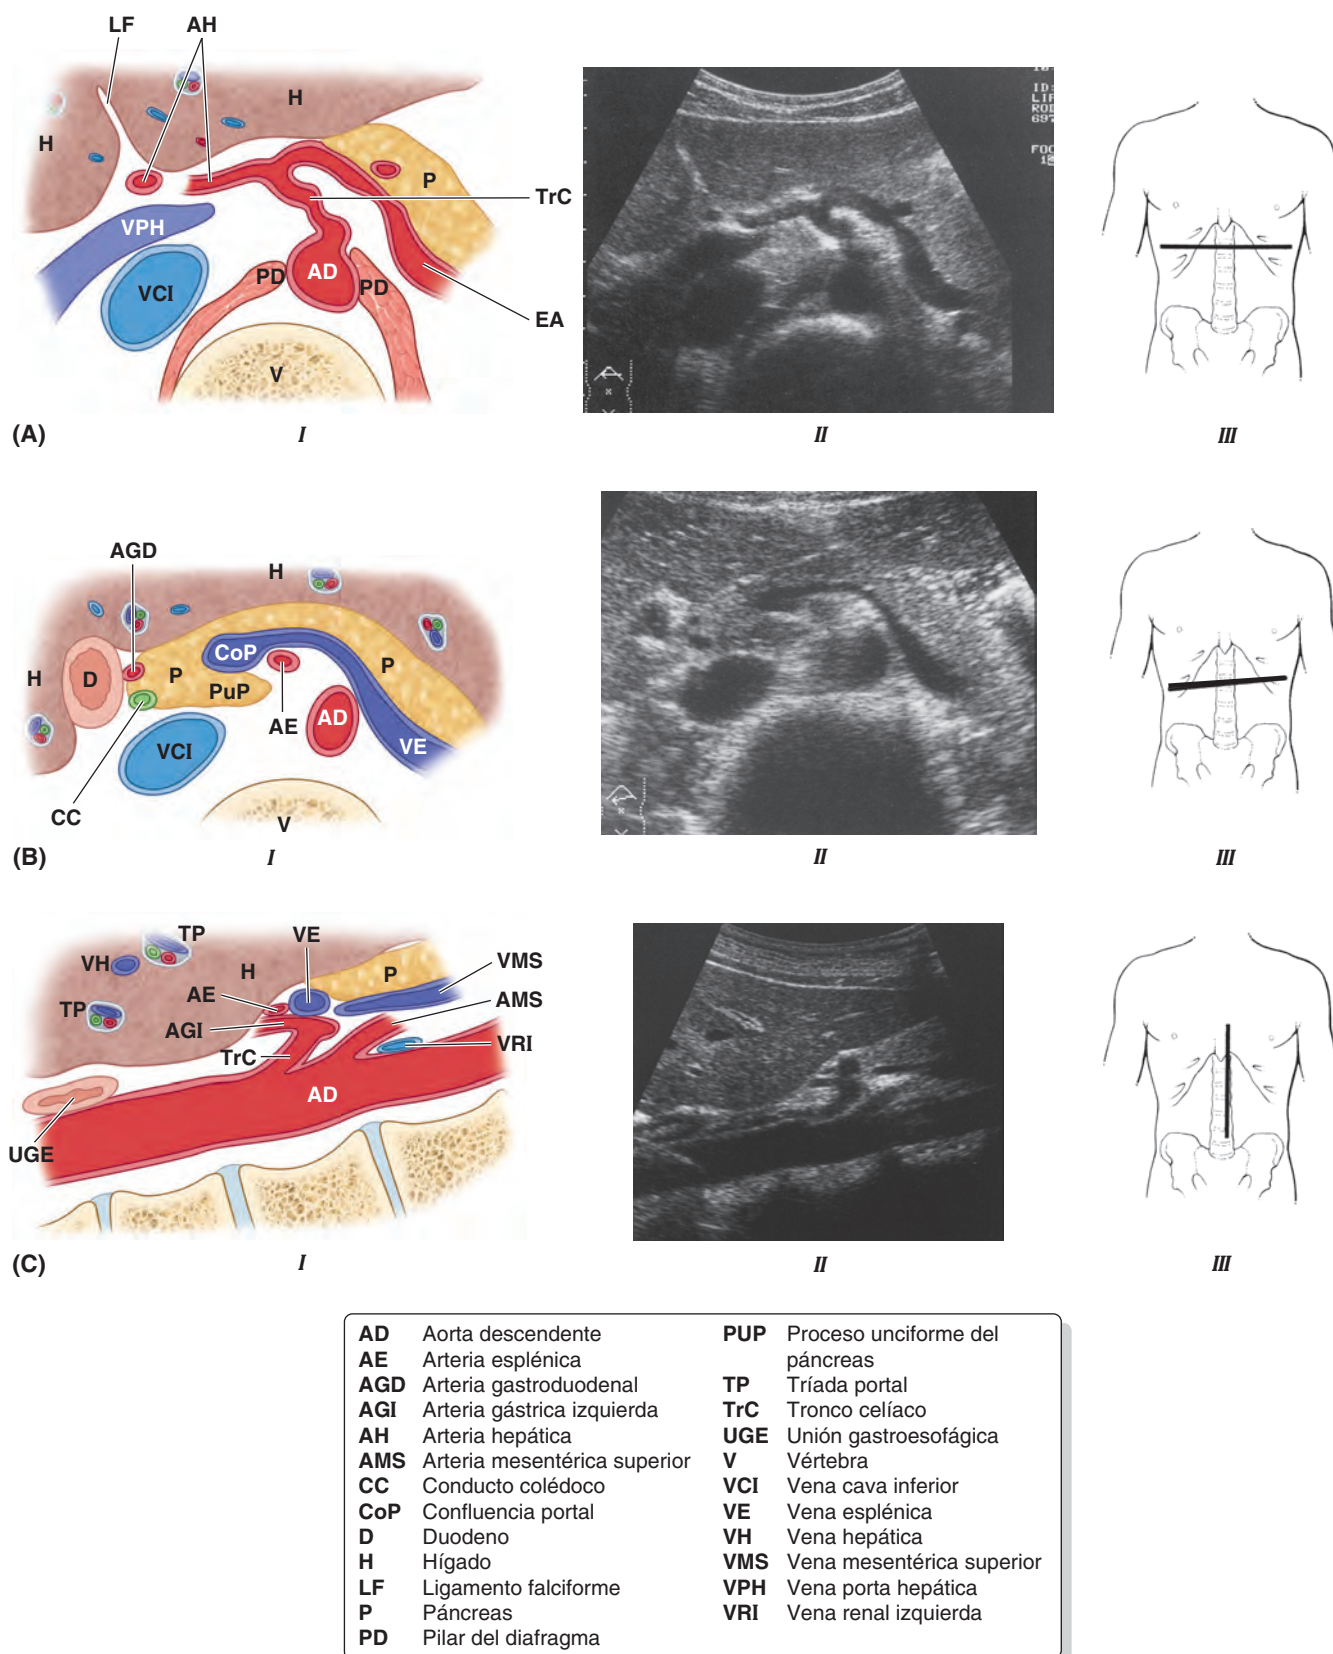 LF AH
H
H
P
TrC
VPH
PD AD PD
VCI
EA
V
ID:
LIF
ROD
697
FOC
(A) I II III
AGD
H
CoP
P
H D P
PuP
AE AD
VCI VE
CC
V
(B) I II III
TP VE
VH H P VMS
AE
TP AMS
AGI
TrC VRI
AD
UGE
(C) I II III
AD Aorta descendente
AE Arteria esplénica
AGD Arteria gastroduodenal
AGI Arteria gástrica izquierda
AH Arteria hepática
AMS Arteria mesentérica superior
CC Conducto colédoco
CoP Confluencia portal
D Duodeno
H Hígado
LF Ligamento falciforme
P Páncreas
PD Pilar del diafragma
PUP Proceso unciforme del
páncreas
TP Tríada portal
TrC Tronco celíaco
UGE Unión gastroesofágica
V Vértebra
VCI Vena cava inferior
VE Vena esplénica
VH Vena hepática
VMS Vena mesentérica superior
VPH Vena porta hepática
VRI Vena renal izquierda